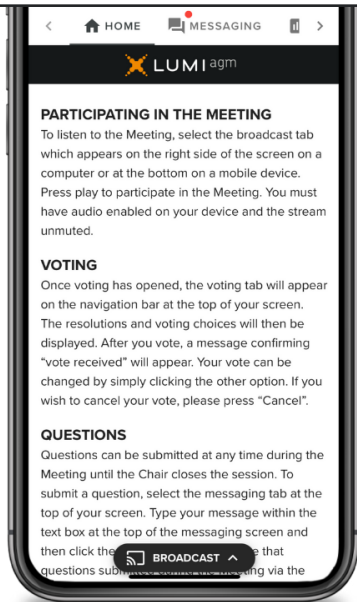 HOME MESSAGING
LUMI agm
PARTICIPATING IN THE MEETING
To listen to the Meeting, select the broadcast tab
which appears on the right side of the screen on a
computer or at the bottom on a mobile device.
Press play to participate in the Meeting. You must
have audio enabled on your device and the stream
unmuted.
VOTING
Once voting has opened, the voting tab will appear
on the navigation bar at the top of your screen.
The resolutions and voting choices will then be
displayed. After you vote, a message confirming
“vote received” will appear. Your vote can be
changed by simply clicking the other option. If you
wish to cancel your vote, please press “Cancel”.
QUESTIONS
Questions can be submitted at any time during the
Meeting until the Chair closes the session. To
submit a question, select the messaging tab at the
top of your screen. Type your message within the
text box at the top of the messaging screen and
then click the that
BROADCAST
questions the